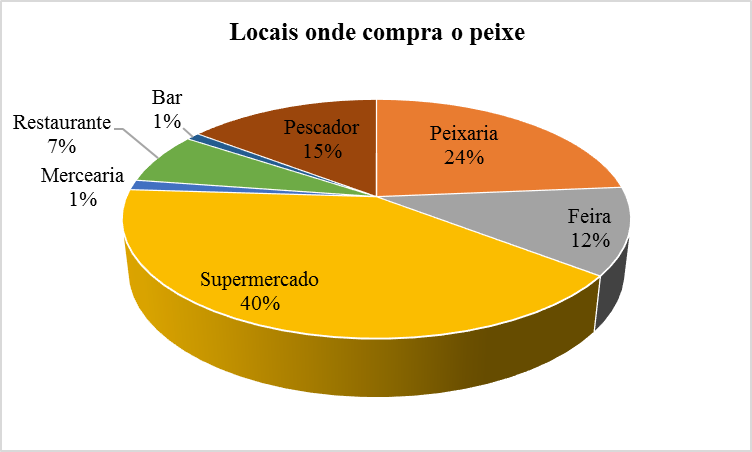 Locais onde compra o peixe
Bar
1%
Restaurante
7%
Mercearia
1%
Pescador
15%
Peixaria
24%
Feira
12%
Supermercado
40%